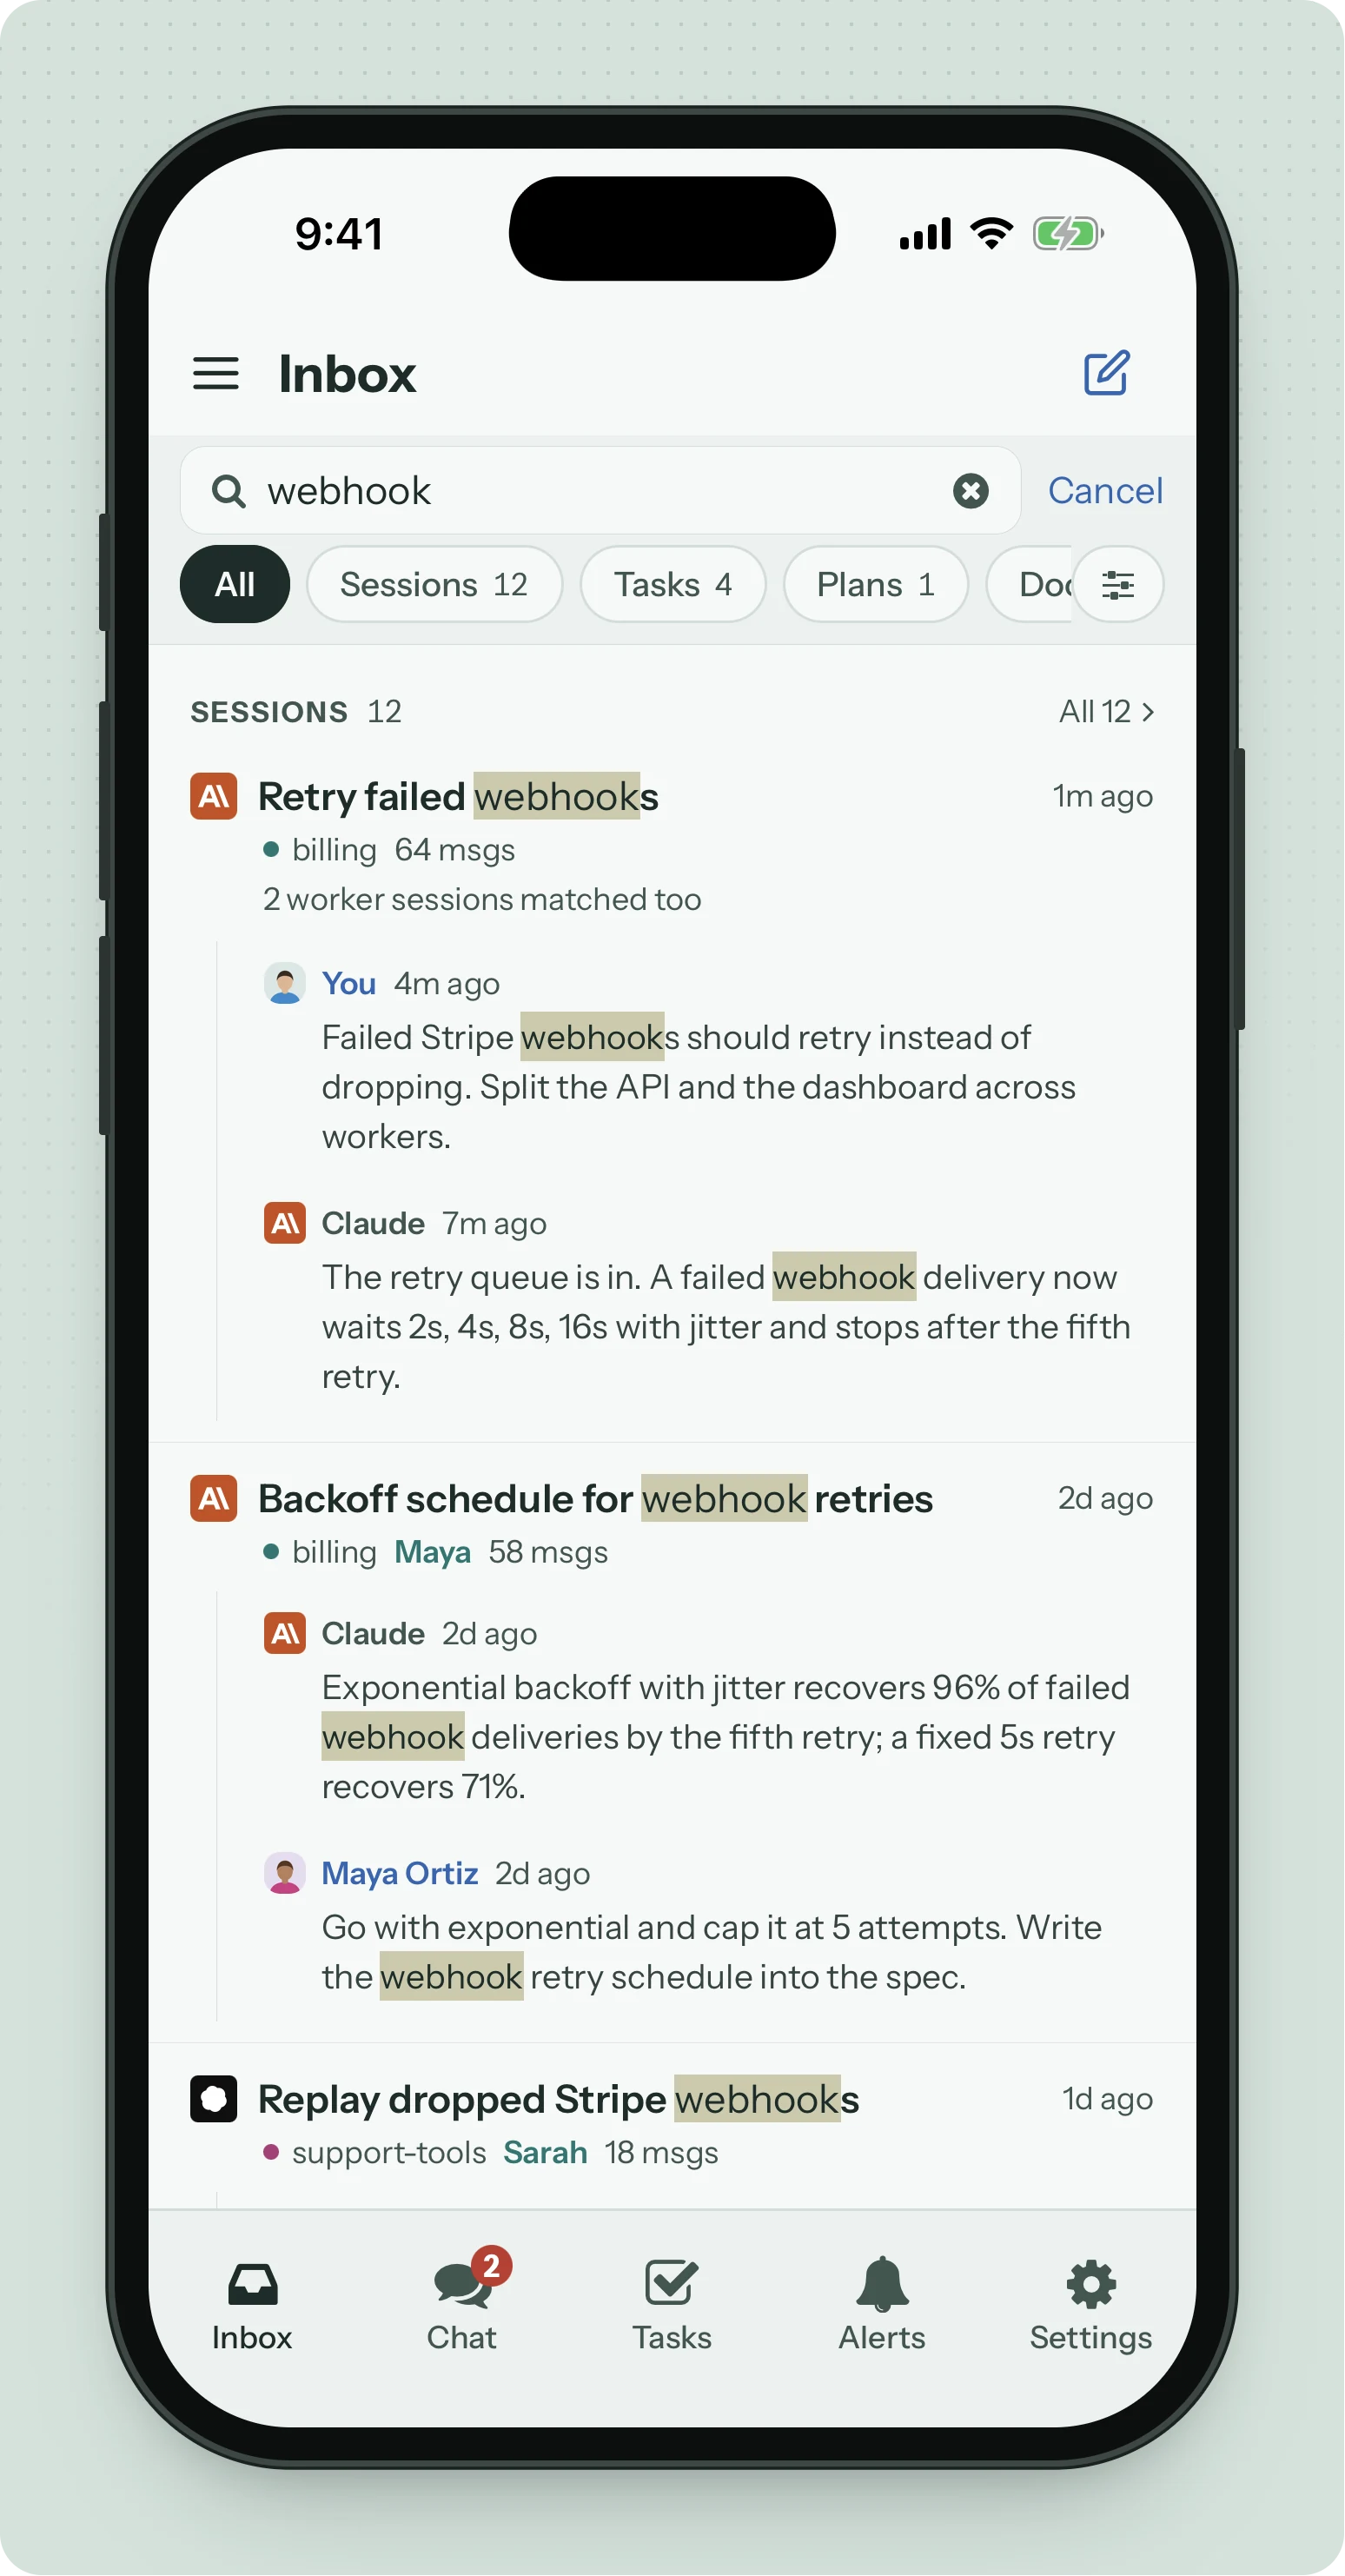 9:41
Inbox
webhook
Cancel
All
Sessions 12
Tasks 4
Plans 1
Doc
SESSIONS 12
All 12
Retry failed webhooks
1m ago
billing 64 msgs
2 worker sessions matched too
You 4m ago
Failed Stripe webhooks should retry instead of
dropping. Split the API and the dashboard across
workers.
Claude 7m ago
The retry queue is in. A failed webhook delivery now
waits 2s, 4s, 8s, 16s with jitter and stops after the fifth
retry.
Backoff schedule for webhook retries
2d ago
billing Maya 58 msgs
Claude 2d ago
Exponential backoff with jitter recovers 96% of failed
webhook deliveries by the fifth retry; a fixed 5s retry
recovers 71%.
Maya Ortiz 2d ago
Go with exponential and cap it at 5 attempts. Write
the webhook retry schedule into the spec.
Replay dropped Stripe webhooks
1d ago
support-tools Sarah 18 msgs
2
Inbox
Chat
Tasks
Alerts
Settings